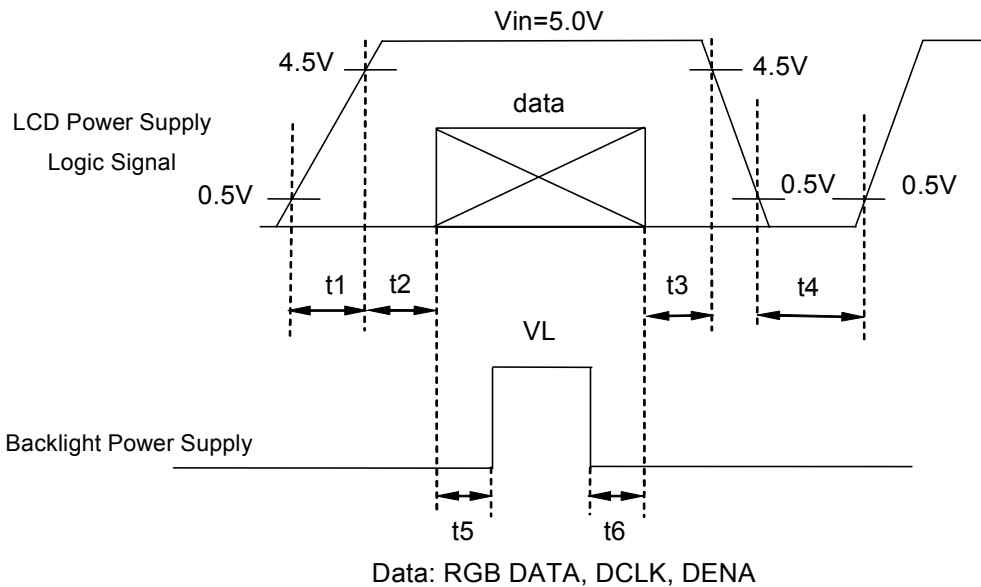 Vin=5.0V
4.5V
4.5V
data
LCD Power Supply
Logic Signal
0.5V
0.5V
0.5V
t1
t2
t3
t4
VL
Backlight Power Supply
t5
t6
Data: RGB DATA, DCLK, DENA